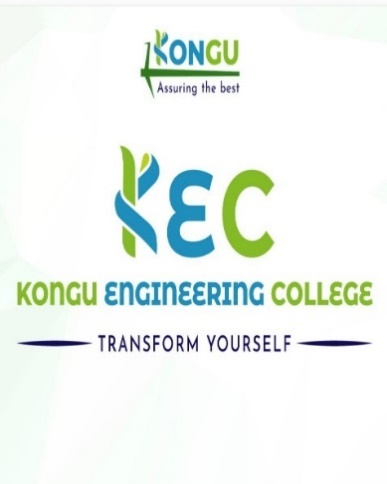 KONGU
Assuring the best
KEC
KONGU ENGINEERING COLLEGE
TRANSFORM YOURSELF